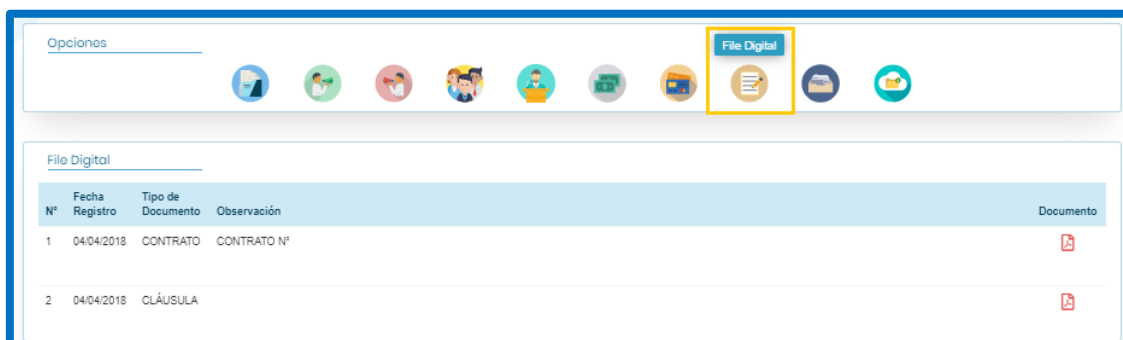 Opciones
File Digital
File Digital
N° Fecha Registro Tipo de Documento Observación Documento
1 04/04/2018 CONTRATO CONTRATO N°
2 04/04/2018 CLÁUSULA